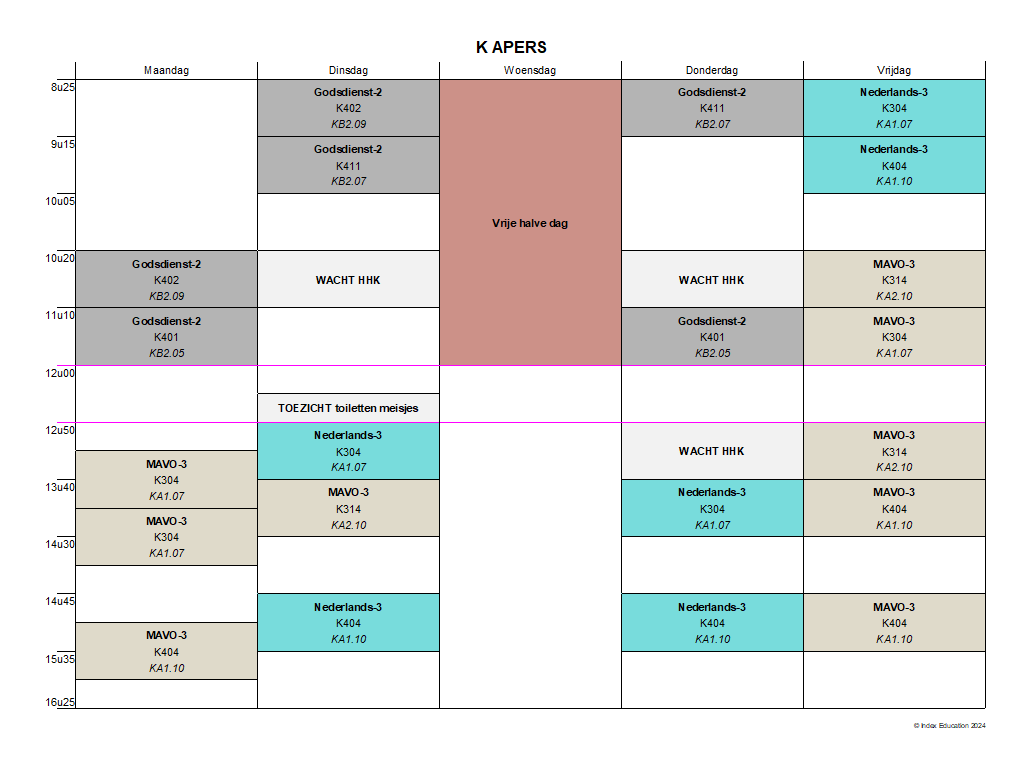 K APERS
Maandag Dinsdag Woensdag Donderdag Vrijdag
8u25
9u15
10u05
10u20
11u10
12u00
12u50
13u40
14u30
14u45
15u35
16u25
Godsdienst-2
K402
KB2.09
Godsdienst-2
K401
KB2.05
MAVO-3
K304
KA1.07
MAVO-3
K304
KA1.07
MAVO-3
K404
KA1.10
Godsdienst-2
K402
KB2.09
Godsdienst-2
K411
KB2.07
WACHT HHK
TOEZICHT toiletten meisjes
Nederlands-3
K304
KA1.07
MAVO-3
K314
KA2.10
Nederlands-3
K404
KA1.10
Vrije halve dag
Godsdienst-2
K411
KB2.07
WACHT HHK
Godsdienst-2
K401
KB2.05
WACHT HHK
Nederlands-3
K304
KA1.07
Nederlands-3
K404
KA1.10
Nederlands-3
K304
KA1.07
Nederlands-3
K404
KA1.10
MAVO-3
K314
KA2.10
MAVO-3
K304
KA1.07
MAVO-3
K314
KA2.10
MAVO-3
K404
KA1.10
MAVO-3
K404
KA1.10
© Index Education 2024